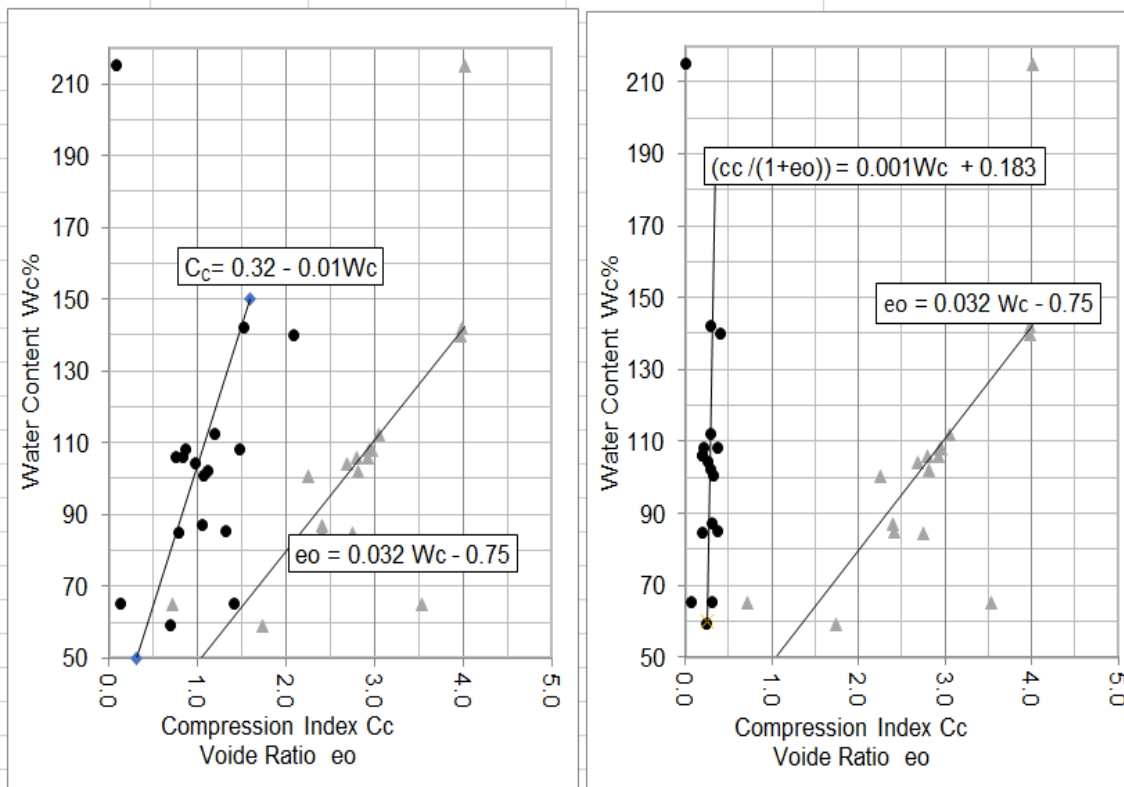 210
190
170
150
130
110
90
70
50
Water Content Wc%
C_C= 0.32 - 0.01Wc
eo = 0.032 Wc - 0.75
0.0 1.0 2.0 3.0 4.0 5.0
Compression Index Cc
Voide Ratio eo
210
190
170
150
130
110
90
70
50
Water Content Wc%
(cc /(1+eo)) = 0.001Wc + 0.183
eo = 0.032 Wc - 0.75
0.0 1.0 2.0 3.0 4.0 5.0
Compression Index Cc
Voide Ratio eo